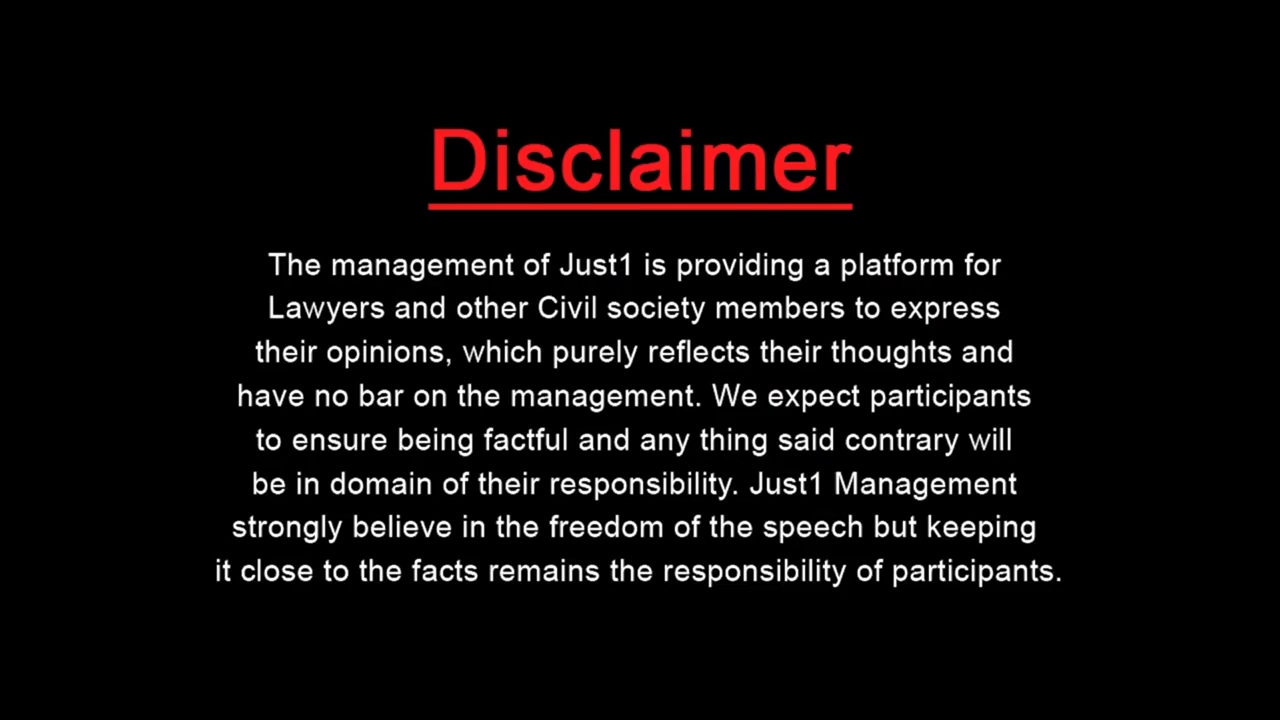 Disclaimer
The management of Just1 is providing a platform for
Lawyers and other Civil society members to express
their opinions, which purely reflects their thoughts and
have no bar on the management. We expect participants
to ensure being factful and any thing said contrary will
be in domain of their responsibility. Just1 Management
strongly believe in the freedom of the speech but keeping
it close to the facts remains the responsibility of participants.